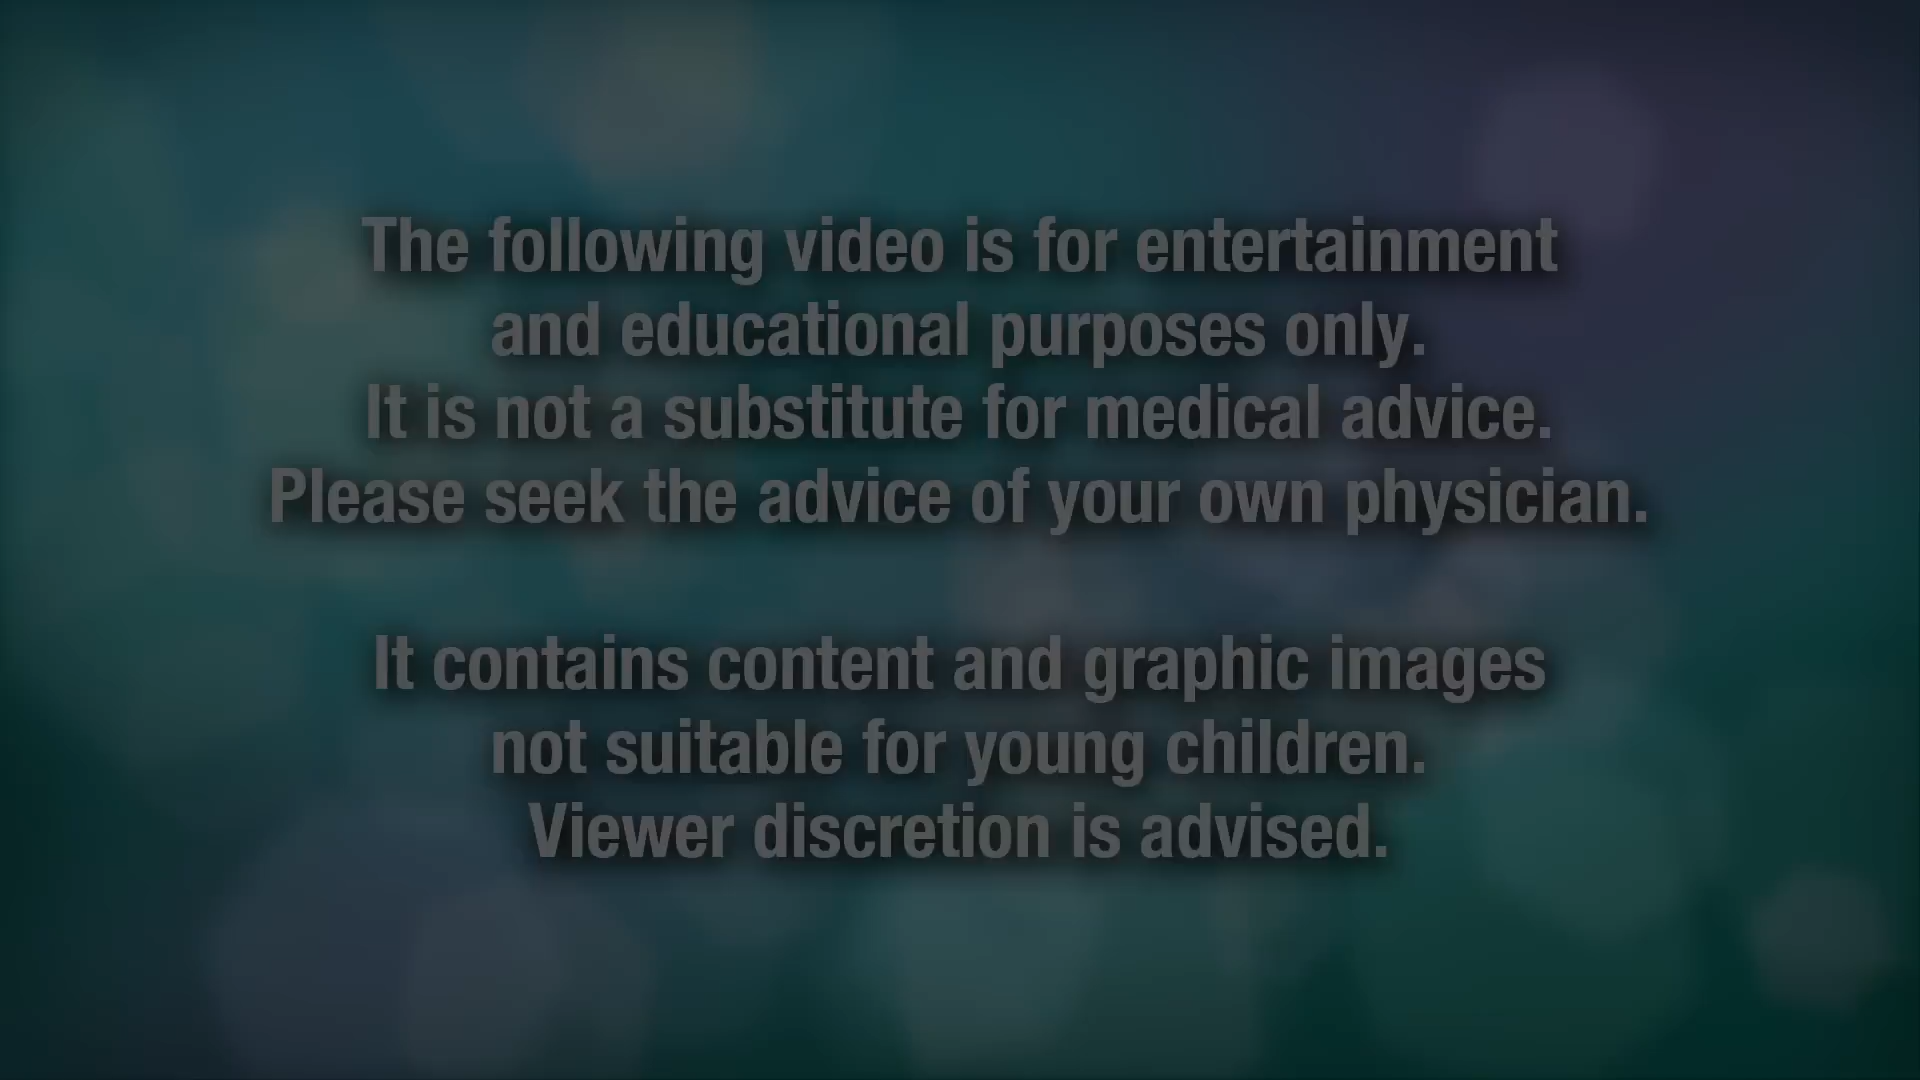 The following video is for entertainment
and educational purposes only.
It is not a substitute for medical advice.
Please seek the advice of your own physician.
It contains content and graphic images
not suitable for young children.
Viewer discretion is advised.